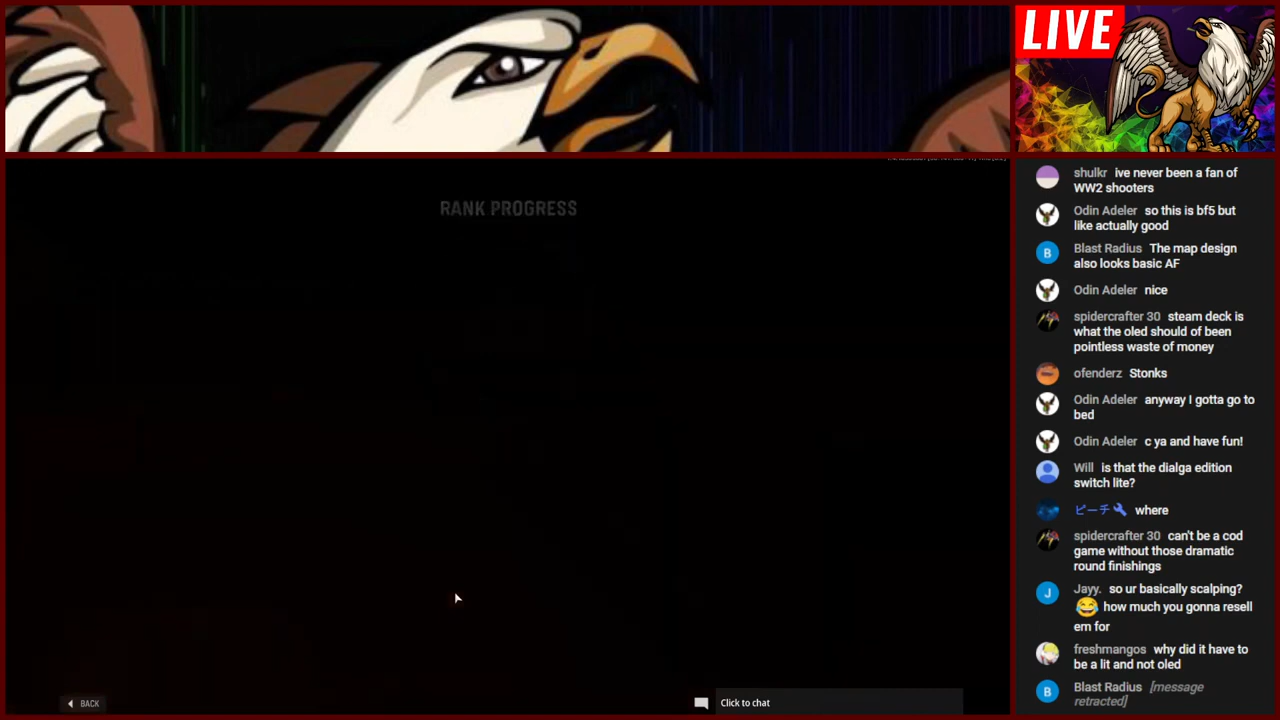 LIVE
RANK PROGRESS
BACK
Click to chat
shulkr ive never been a fan of
WW2 shooters
Odin Adeler so this is bf5 but
like actually good
Blast Radius The map design
also looks basic AF
Odin Adeler nice
spidercrafter 30 steam deck is
what the oled should of been
pointless waste of money
ofenderz Stonks
Odin Adeler anyway I gotta go to
bed
Odin Adeler c ya and have fun!
Will is that the dialga edition
switch lite?
ピーチ where
spidercrafter 30 can't be a cod
game without those dramatic
round finishings
Jayy. so ur basically scalping?
😂 how much you gonna resell
em for
freshmangos why did it have to
be a lit and not oled
Blast Radius [message
retracted]
B
B
J
B